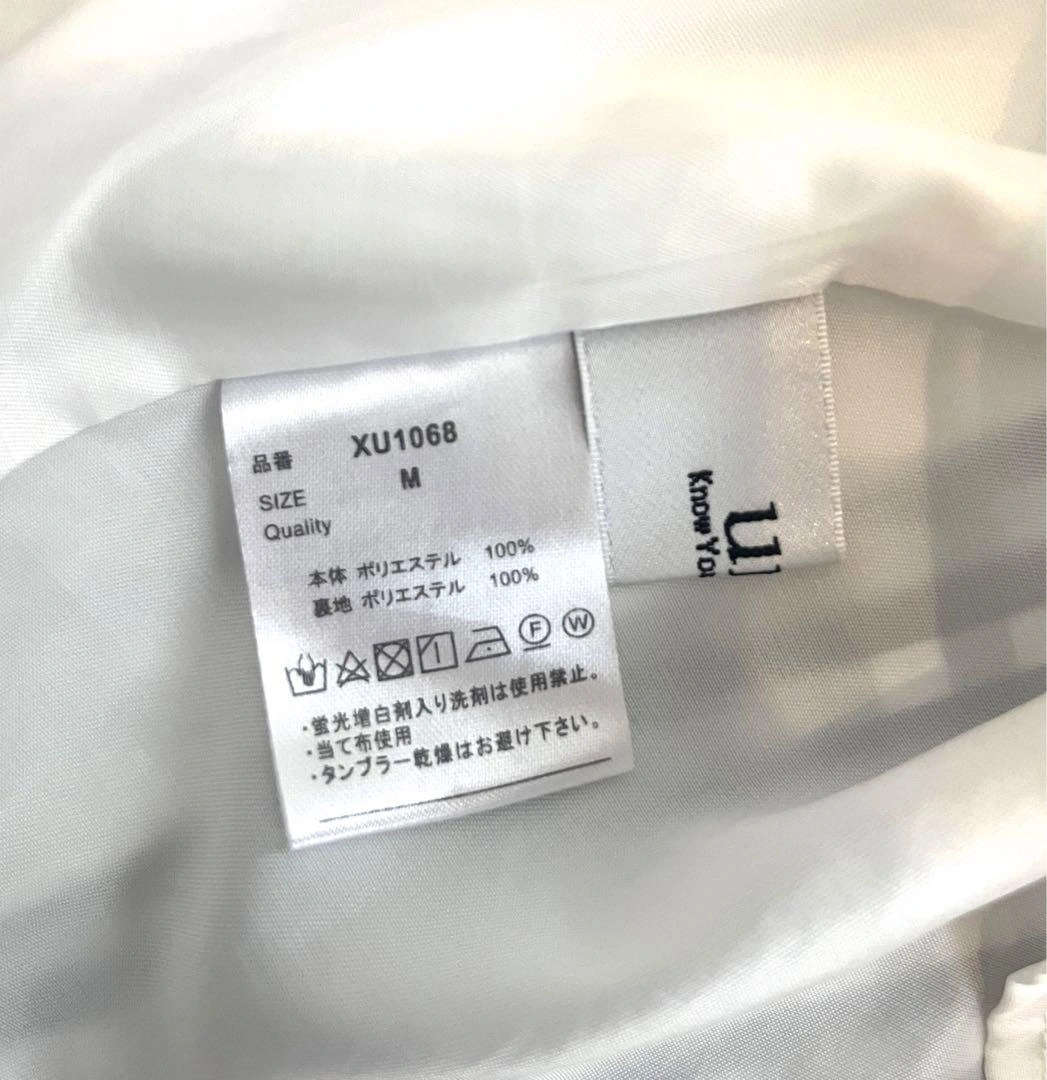 品番 XU1068
SIZE M
Quality
本体 ポリエステル 100%
裏地 ポリエステル 100%
F W
・蛍光増白剤入り洗剤は使用禁止。
・当て布使用
・タンブラー乾燥はお避け下さい。
Know